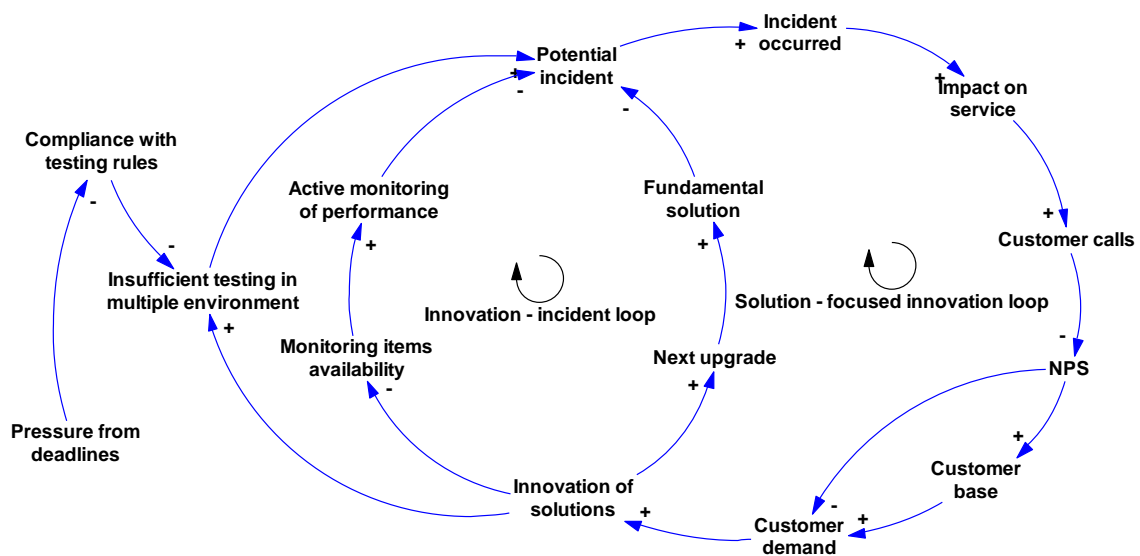 Incident
occurred
+
Potential
incident
+
-
+
Impact on
service
-
Compliance with
testing rules
-
Active monitoring
of performance
Fundamental
solution
+
Customer calls
-
+
+
Insufficient testing in
multiple environment
+
Innovation - incident loop
Solution - focused innovation loop
Monitoring items
availability
-
Next upgrade
+
-
NPS
Pressure from
deadlines
+
Customer
base
Innovation of
solutions
+
-
+
Customer
demand